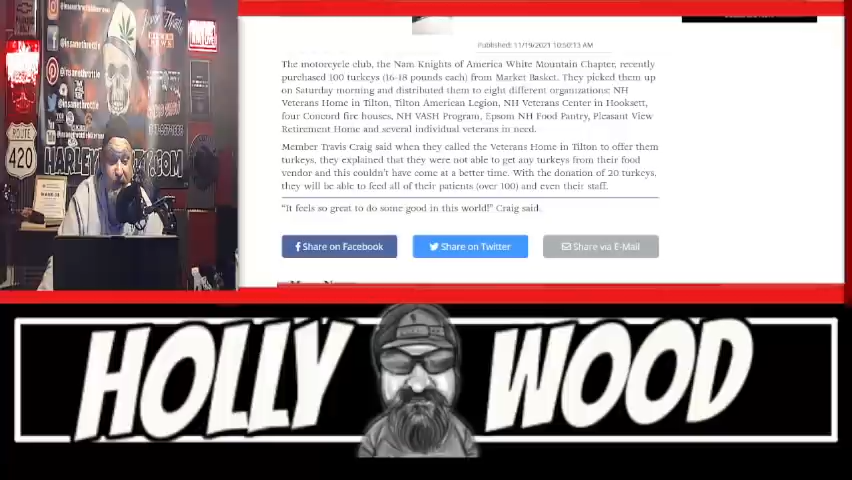 ROUTE
420
HARLEY
.COM
Published: 11/19/2021 10:50:13 AM
The motorcycle club, the Nam Knights of America White Mountain Chapter, recently
purchased 100 turkeys (16-18 pounds each) from Market Basket. They picked them up
on Saturday morning and distributed them to eight different organizations: NH
Veterans Home in Tilton, Tilton American Legion, NH Veterans Center in Hooksett,
four Concord fire houses, NH VASH Program, Epsom NH Food Pantry, Pleasant View
Retirement Home and several individual veterans in need.
Member Travis Craig said when they called the Veterans Home in Tilton to offer them
turkeys, they explained that they were not able to get any turkeys from their food
vendor and this couldn't have come at a better time. With the donation of 20 turkeys,
they will be able to feed all of their patients (over 100) and even their staff.
"It feels so great to do some good in this world!" Craig said.
Share on Facebook Share on Twitter Share via E-Mail
HOLLY WOOD